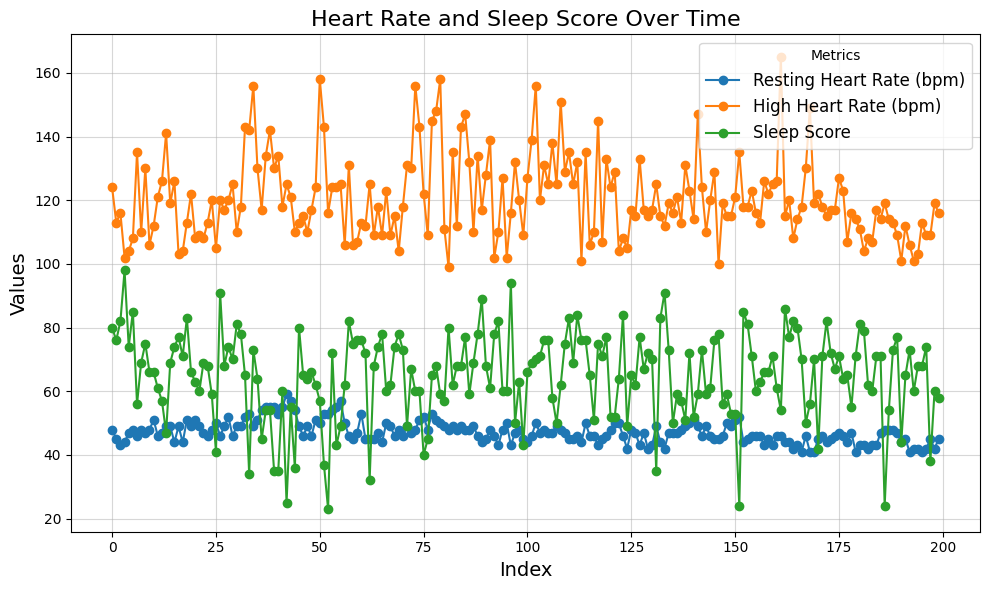 Heart Rate and Sleep Score Over Time
Metrics
Resting Heart Rate (bpm)
High Heart Rate (bpm)
Sleep Score
Values
160
140
120
100
80
60
40
20
0
25
50
75
100
125
150
175
200
Index